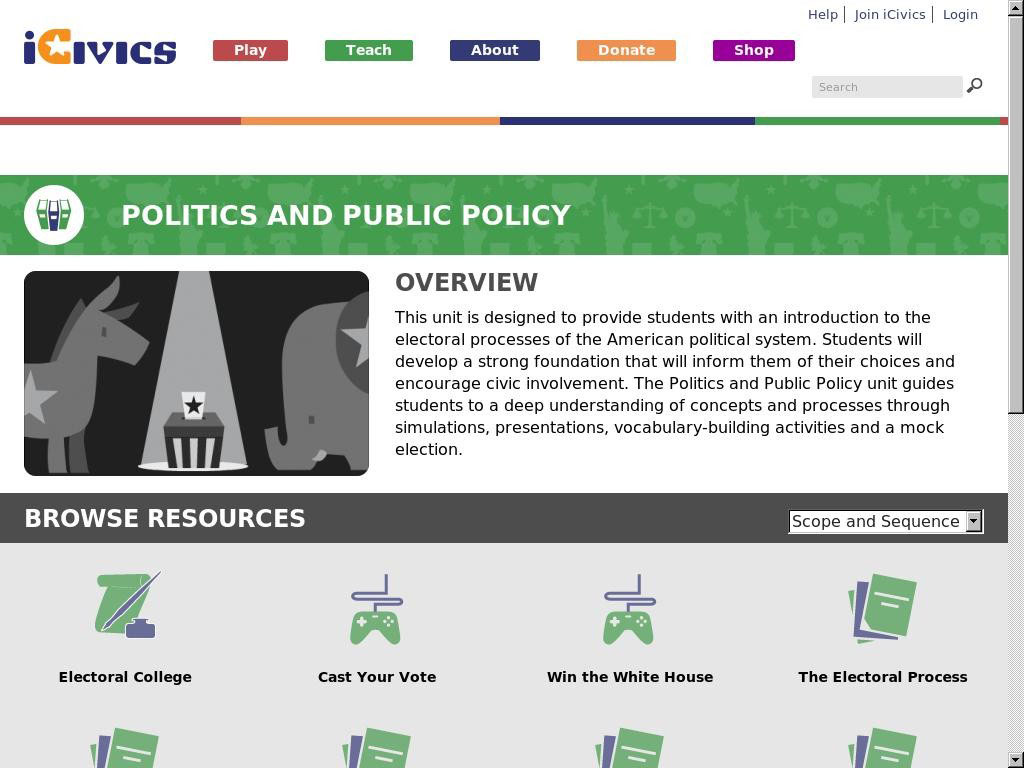 Help
Join iCivics
Login
iCivics
Play
Teach
About
Donate
Shop
Search
POLITICS AND PUBLIC POLICY
OVERVIEW
This unit is designed to provide students with an introduction to the
electoral processes of the American political system. Students will
develop a strong foundation that will inform them of their choices and
encourage civic involvement. The Politics and Public Policy unit guides
students to a deep understanding of concepts and processes through
simulations, presentations, vocabulary-building activities and a mock
election.
BROWSE RESOURCES
Scope and Sequence
Electoral College
Cast Your Vote
Win the White House
The Electoral Process